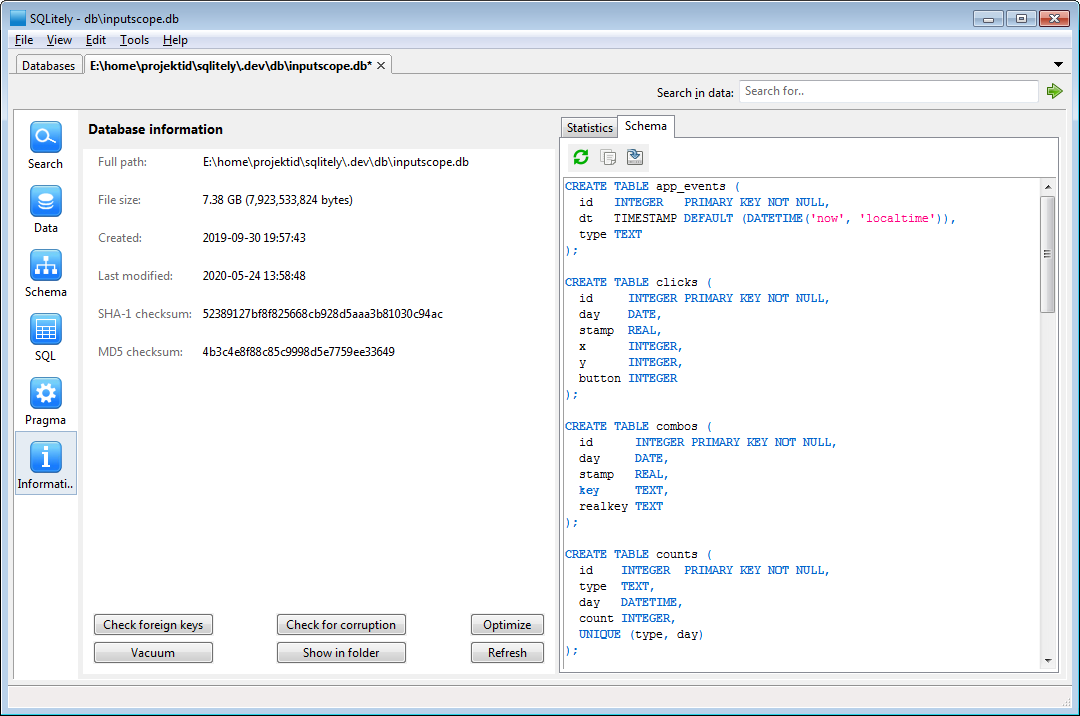 SQLitely - db\inputscope.db
File View Edit Tools Help
Databases E:\home\projektid\sqlitely\.dev\db\inputscope.db*
Search in data: Search for..
Search
Data
Schema
SQL
Pragma
Informati..
Database information
Full path: E:\home\projektid\sqlitely\.dev\db\inputscope.db
File size: 7.38 GB (7,923,533,824 bytes)
Created: 2019-09-30 19:57:43
Last modified: 2020-05-24 13:58:48
SHA-1 checksum: 52389127bf8f825668cb928d5aaa3b81030c94ac
MD5 checksum: 4b3c4e8f88c85c9998d5e7759ee33649
Check foreign keys Check for corruption Optimize
Vacuum Show in folder Refresh
Statistics Schema
CREATE TABLE app_events (
  id   INTEGER   PRIMARY KEY NOT NULL,
  dt   TIMESTAMP DEFAULT (DATETIME('now', 'localtime')),
  type TEXT
);
CREATE TABLE clicks (
  id     INTEGER PRIMARY KEY NOT NULL,
  day    DATE,
  stamp  REAL,
  x      INTEGER,
  y      INTEGER,
  button INTEGER
);
CREATE TABLE combos (
  id      INTEGER PRIMARY KEY NOT NULL,
  day     DATE,
  stamp   REAL,
  key     TEXT,
  realkey TEXT
);
CREATE TABLE counts (
  id    INTEGER  PRIMARY KEY NOT NULL,
  type  TEXT,
  day   DATETIME,
  count INTEGER,
  UNIQUE (type, day)
);